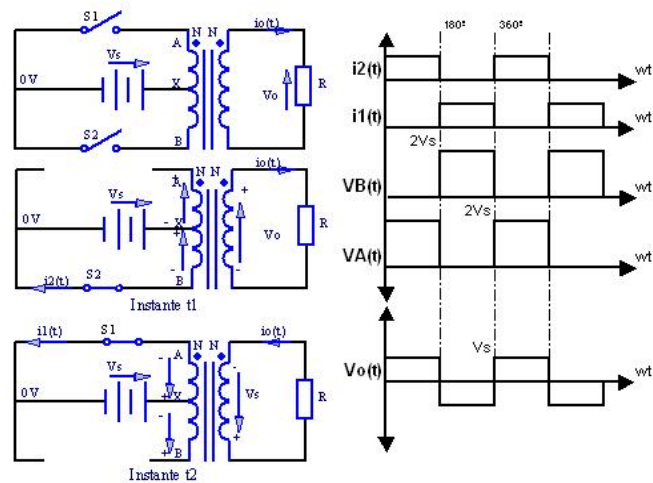 S1
A
N N
io(t)
Vs
X
0V
Vo
R
S2
B
A
N N
io(t)
Vs
+
0V
- X
+
Vo
R
i2(t)
S2
-
B
-
Instante t1
i1(t)
S1
io(t)
-
A
N N
-
Vs
0V
+ X
-
Vs
R
+ B
+
Instante t2
180º
360º
i2(t)
wt
i1(t)
wt
2Vs
VB(t)
wt
2Vs
VA(t)
wt
Vs
Vo(t)
wt